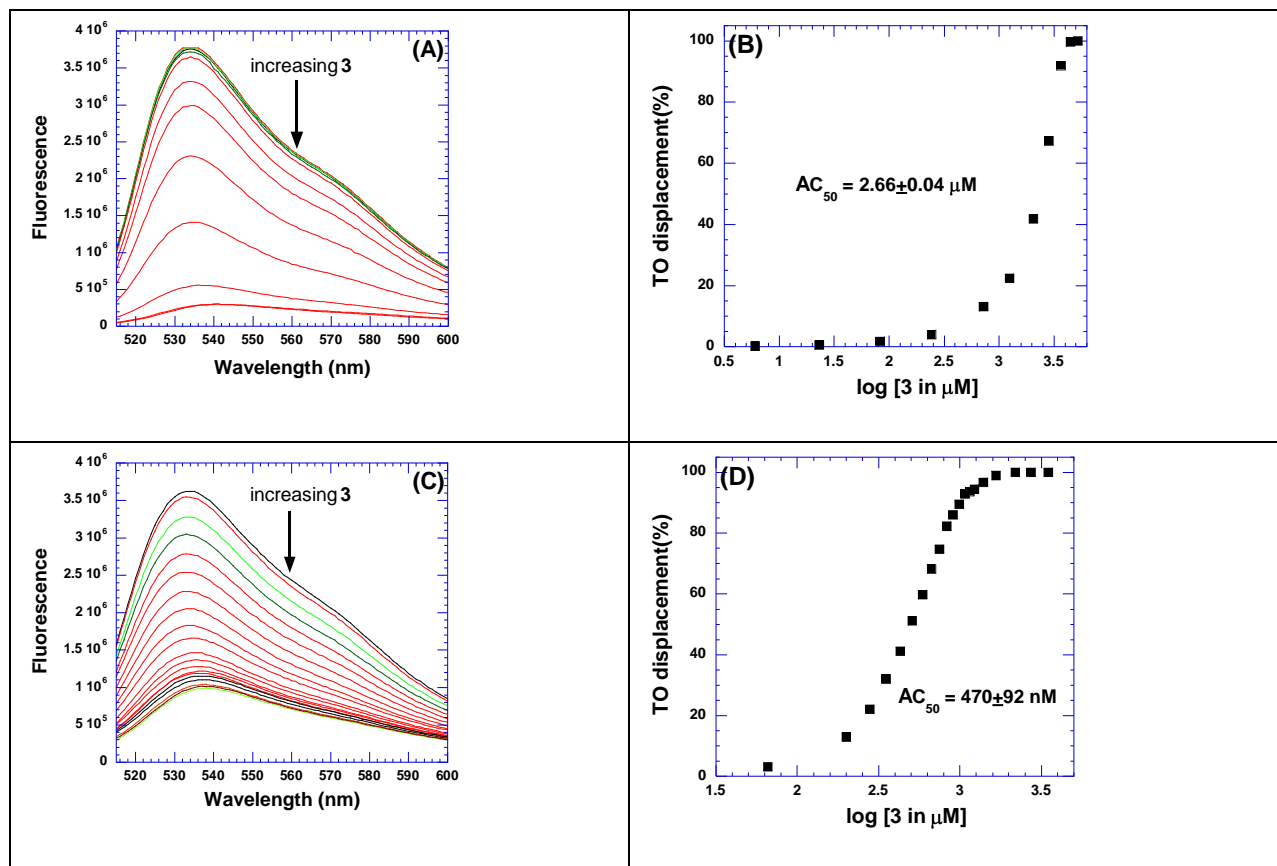 (A)
increasing 3
Fluorescence
4 10⁶
3.5 10⁶
3 10⁶
2.5 10⁶
2 10⁶
1.5 10⁶
1 10⁶
5 10⁵
0
520 530 540 550 560 570 580 590 600
Wavelength (nm)
(B)
TO displacement(%)
100
80
60
40
20
0
AC₅₀ = 2.66±0.04 μM
0.5 1 1.5 2 2.5 3 3.5 4
log [3 in μM]
(C)
increasing 3
Fluorescence
4 10⁶
3.5 10⁶
3 10⁶
2.5 10⁶
2 10⁶
1.5 10⁶
1 10⁶
5 10⁵
0
520 530 540 550 560 570 580 590 600
Wavelength (nm)
(D)
TO displacement(%)
100
80
60
40
20
0
AC₅₀ = 470±92 nM
1.5 2 2.5 3 3.5
log [3 in μM]